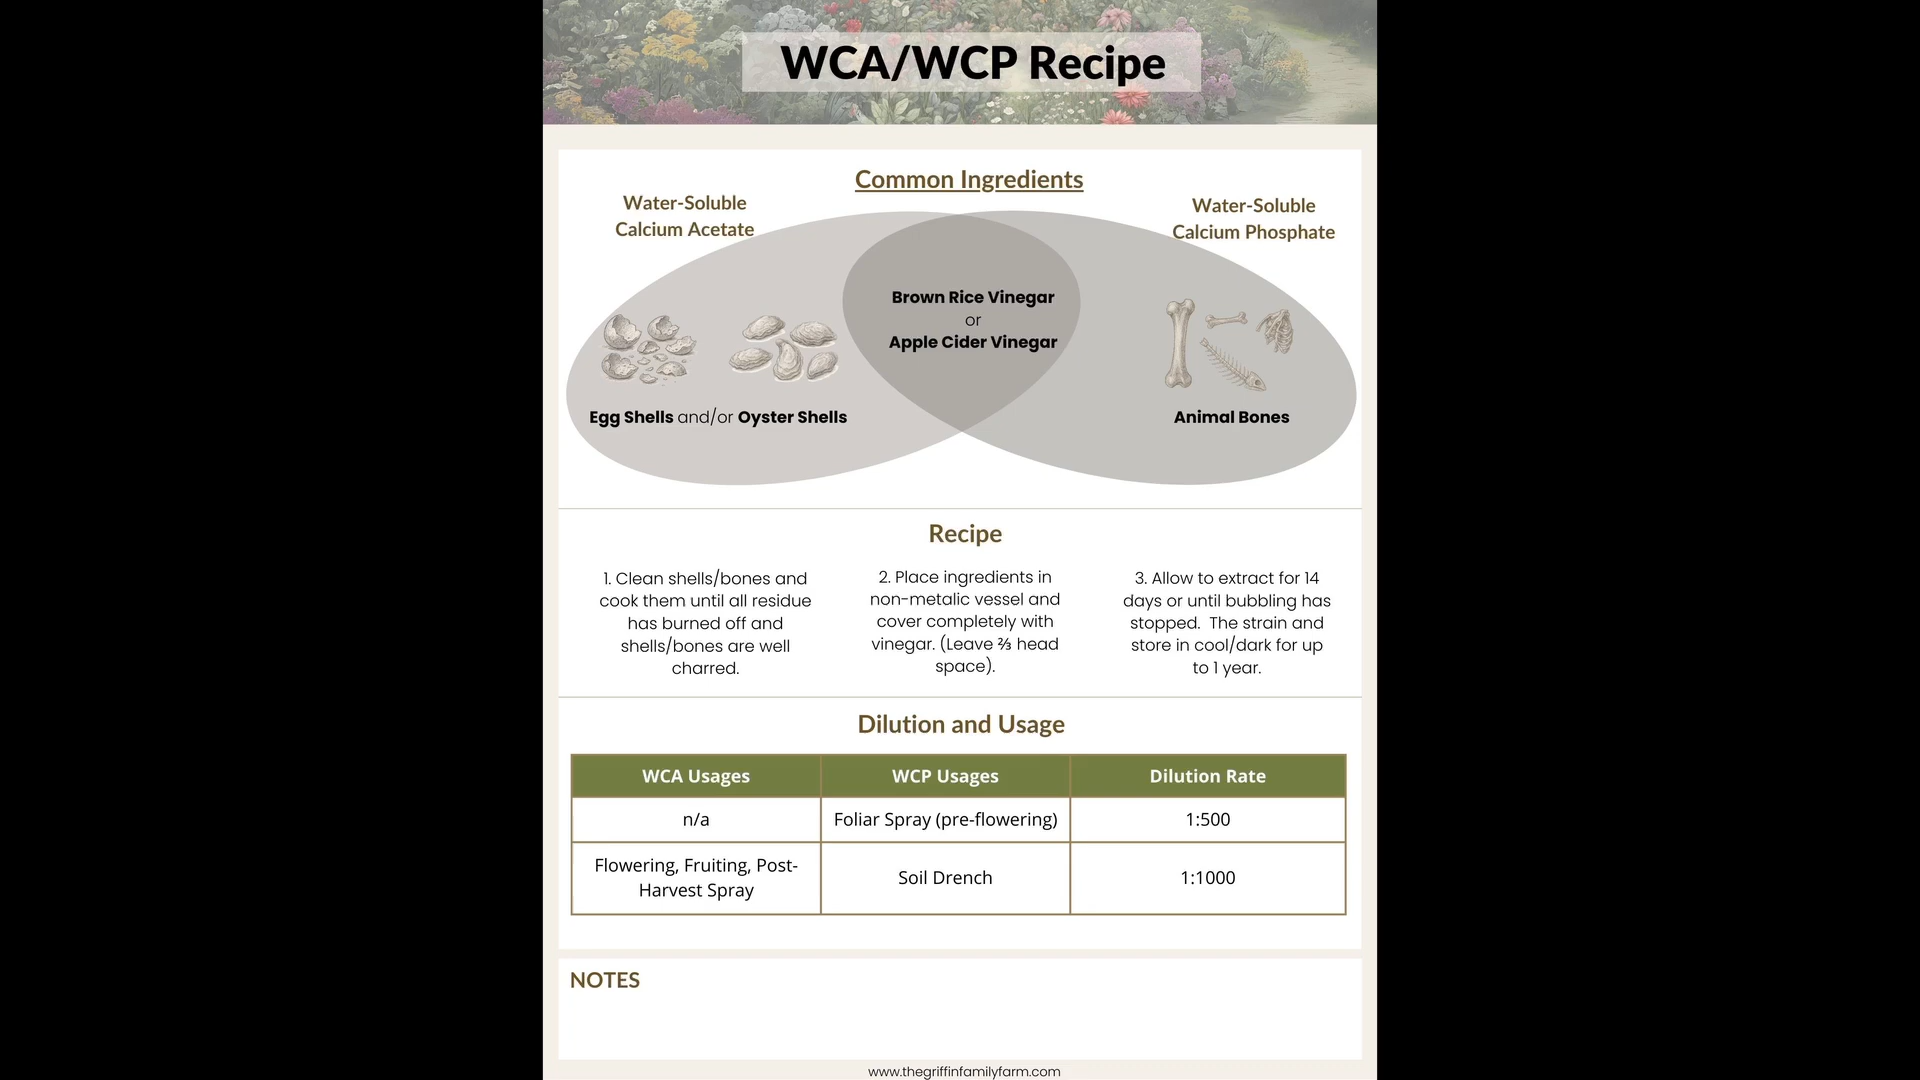 WCA/WCP Recipe
Common Ingredients
Water-Soluble
Calcium Acetate
Water-Soluble
Calcium Phosphate
Brown Rice Vinegar
or
Apple Cider Vinegar
Egg Shells and/or Oyster Shells
Animal Bones
Recipe
1. Clean shells/bones and
cook them until all residue
has burned off and
shells/bones are well
charred.
2. Place ingredients in
non-metalic vessel and
cover completely with
vinegar. (Leave ⅔ head
space).
3. Allow to extract for 14
days or until bubbling has
stopped.  The strain and
store in cool/dark for up
to 1 year.
Dilution and Usage
WCA Usages
WCP Usages
Dilution Rate
n/a
Foliar Spray (pre-flowering)
1:500
Flowering, Fruiting, Post-
Harvest Spray
Soil Drench
1:1000
NOTES
www.thegriffinfamilyfarm.com